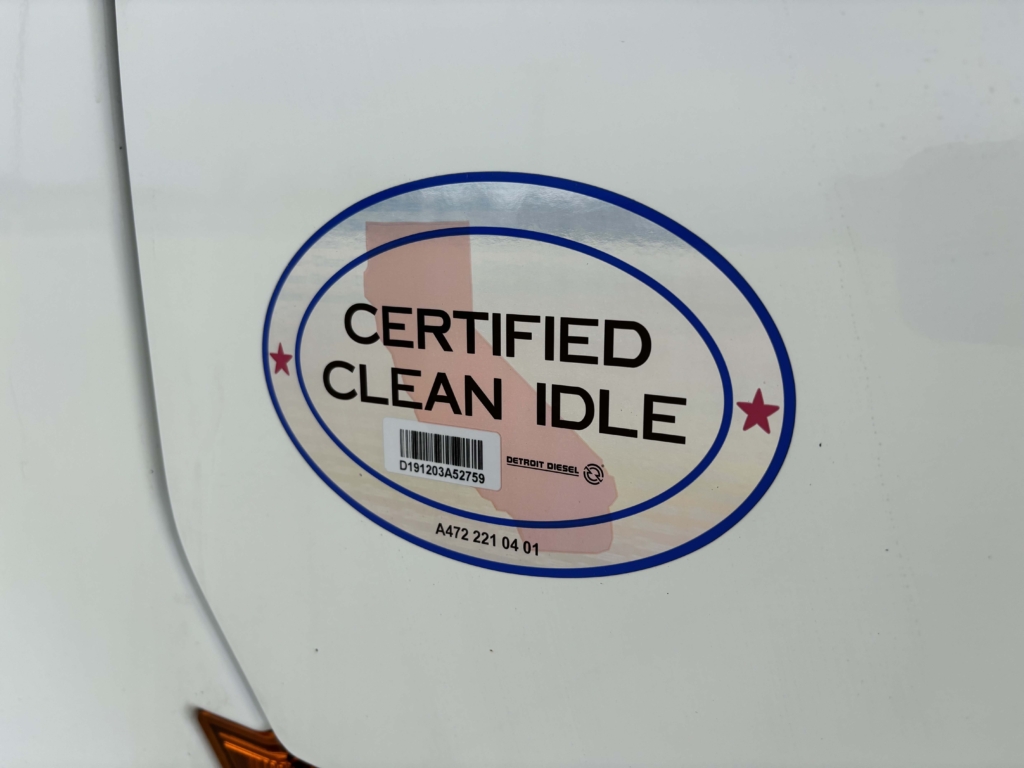 CERTIFIED
CLEAN IDLE
D191203A52759
DETROIT DIESEL
A472 221 04 01